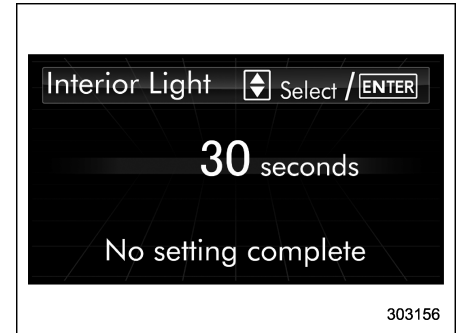 Interior Light Select / ENTER
30 seconds
No setting complete
303156